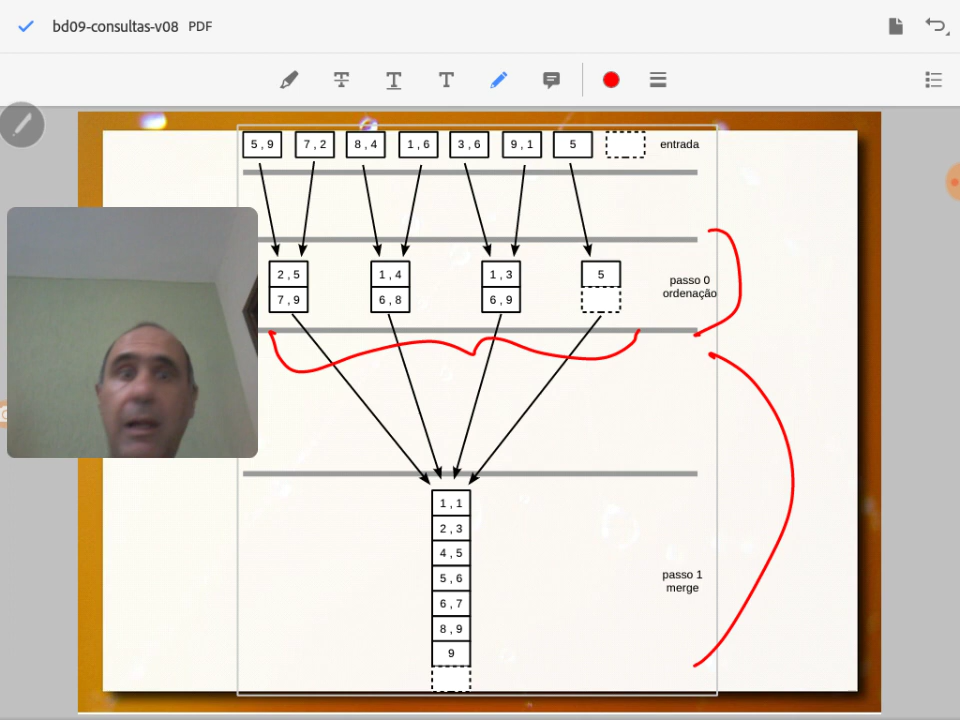 bd09-consultas-v08 PDF
5 , 9 7 , 2 8 , 4 1 , 6 3 , 6 9 , 1 5 entrada
2 , 5 1 , 4 1 , 3 5 passo 0
7 , 9 6 , 8 6 , 9 ordenação
1 , 1
2 , 3
4 , 5
5 , 6
6 , 7
8 , 9
9
passo 1
merge